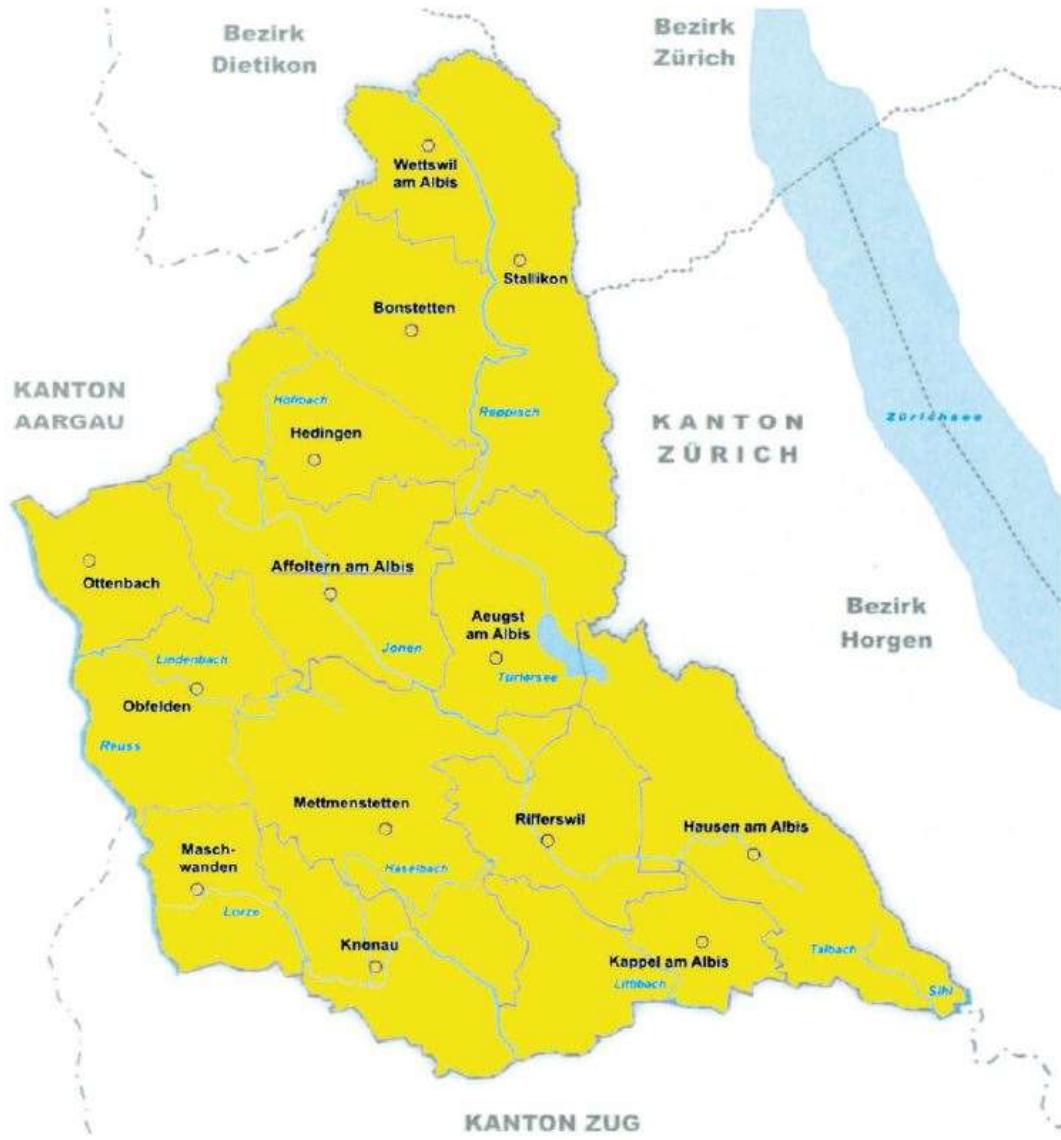 Bezirk
Dietikon
Bezirk
Zürich
Wettswil
am Albis
Stallikon
Bonstetten
KANTON
AARGAU
Hofibach
Reppisch
Zürichsee
Hedingen
KANTON
ZÜRICH
Ottenbach
Affoltern am Albis
Aeugst
am Albis
Bezirk
Horgen
Lindenbach
Jonen
Türlersee
Obfelden
Reuss
Mettmenstetten
Rifferswil
Hausen am Albis
Masch-
wanden
Haselbach
Lorze
Knonau
Kappel am Albis
Talbach
Littibach
Sihl
KANTON ZUG